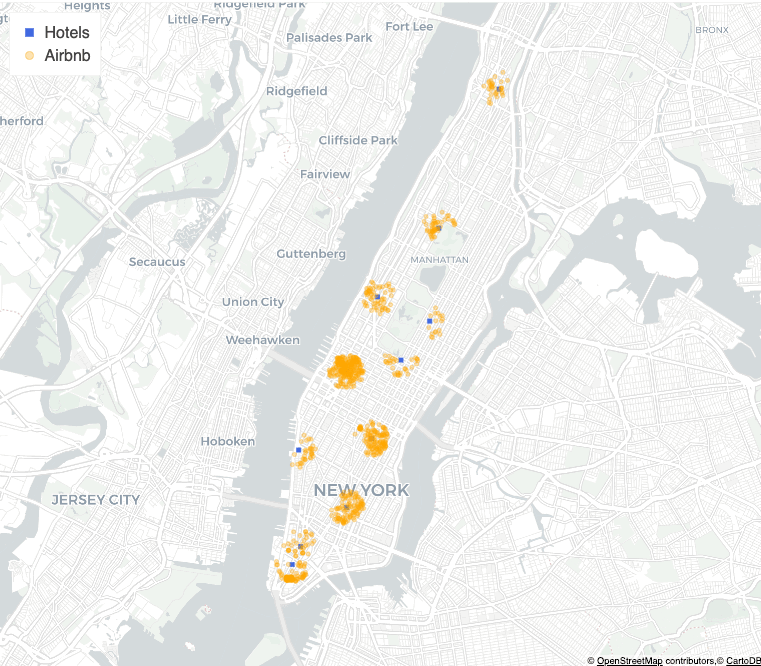 Heights
Ridgefield Park
Little Ferry
Fort Lee
BRONX
Hotels
Airbnb
Palisades Park
Ridgefield
herford
Cliffside Park
Fairview
Guttenberg
Secaucus
MANHATTAN
Union City
Weehawken
Hoboken
JERSEY CITY
NEW YORK
© OpenStreetMap contributors,© CartoDB